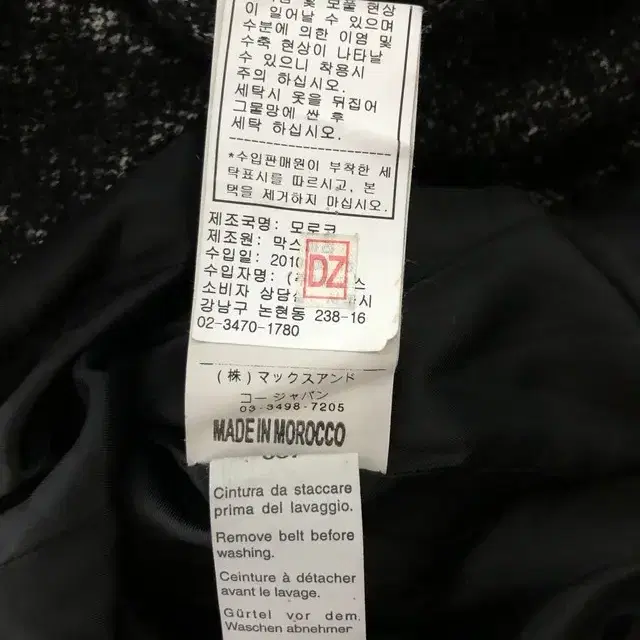 이 일어날 수 있으며
수분에 의한 이염 및
수축 현상이 나타날
수 있으니 착용시
주의 하십시오.
세탁시 옷을 뒤집어
그물망에 싼 후
세탁 하십시오.
*수입판매원이 부착한 세
탁표시를 따르시고, 본
택을 제거하지 마십시오.
제조국명: 모로코
제조원: 막스
수입일: 2010
수입자명: (
소비자 상담
강남구 논현동 238-16
02-3470-1780
DZ
(株)マックスアンド
コージャパン
03-3498-7205
MADE IN MOROCCO
Cintura da staccare
prima del lavaggio.
Remove belt before
washing.
Ceinture à détacher
avant le lavage.
Gürtel vor dem
Waschen abnehmer